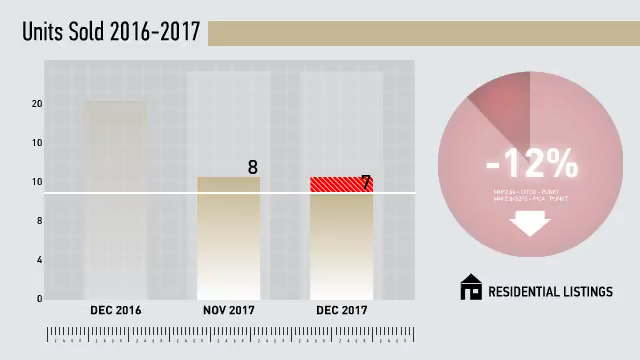 Units Sold 2016-2017
20
10
10
8
4
0
8
7
DEC 2016
NOV 2017
DEC 2017
-12%
RESIDENTIAL LISTINGS